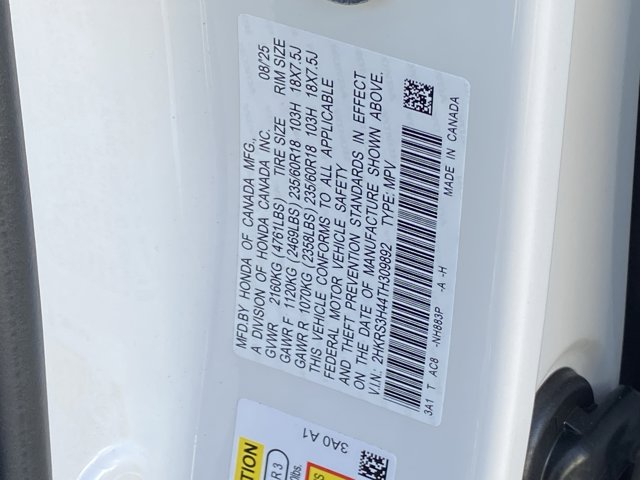 MFD.BY HONDA OF CANADA MFG.,
A DIVISION OF HONDA CANADA INC. 08/25
GVWR 2160KG (4761LBS) TIRE SIZE RIM SIZE
GAWR F 1120KG (2469LBS) 235/60R18 103H 18X7.5J
GAWR R 1070KG (2358LBS) 235/60R18 103H 18X7.5J
THIS VEHICLE CONFORMS TO ALL APPLICABLE
FEDERAL MOTOR VEHICLE SAFETY
AND THEFT PREVENTION STANDARDS IN EFFECT
ON THE DATE OF MANUFACTURE SHOWN ABOVE.
V.I.N: 2HKRS3H44TH309892 TYPE: MPV
3A1 T AC8 -NH883P -A -H MADE IN CANADA
3A0 A1
R 3
lbs.